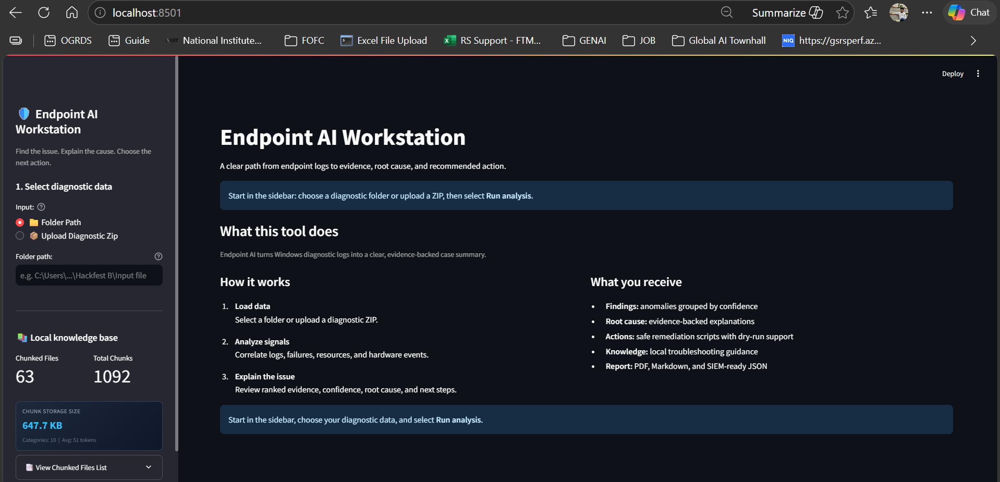 localhost:8501
Summarize
Chat
OGRDS
Guide
National Institute...
FOFC
Excel File Upload
RS Support - FTM...
GENAI
JOB
Global AI Townhall
NIQ
https://gsrsperf.az...
Deploy
Endpoint AI
Workstation
Find the issue. Explain the cause. Choose the
next action.
1. Select diagnostic data
Input:
Folder Path
Upload Diagnostic Zip
Folder path:
e.g. C:\Users\...\Hackfest B\Input file
Local knowledge base
Chunked Files
Total Chunks
63
1092
CHUNK STORAGE SIZE
647.7 KB
Categories: 10 | Avg: 51 tokens
View Chunked Files List
Endpoint AI Workstation
A clear path from endpoint logs to evidence, root cause, and recommended action.
Start in the sidebar: choose a diagnostic folder or upload a ZIP, then select Run analysis.
What this tool does
Endpoint AI turns Windows diagnostic logs into a clear, evidence-backed case summary.
How it works
1. Load data
Select a folder or upload a diagnostic ZIP.
2. Analyze signals
Correlate logs, failures, resources, and hardware events.
3. Explain the issue
Review ranked evidence, confidence, root cause, and next steps.
What you receive
• Findings: anomalies grouped by confidence
• Root cause: evidence-backed explanations
• Actions: safe remediation scripts with dry-run support
• Knowledge: local troubleshooting guidance
• Report: PDF, Markdown, and SIEM-ready JSON
Start in the sidebar, choose your diagnostic data, and select Run analysis.